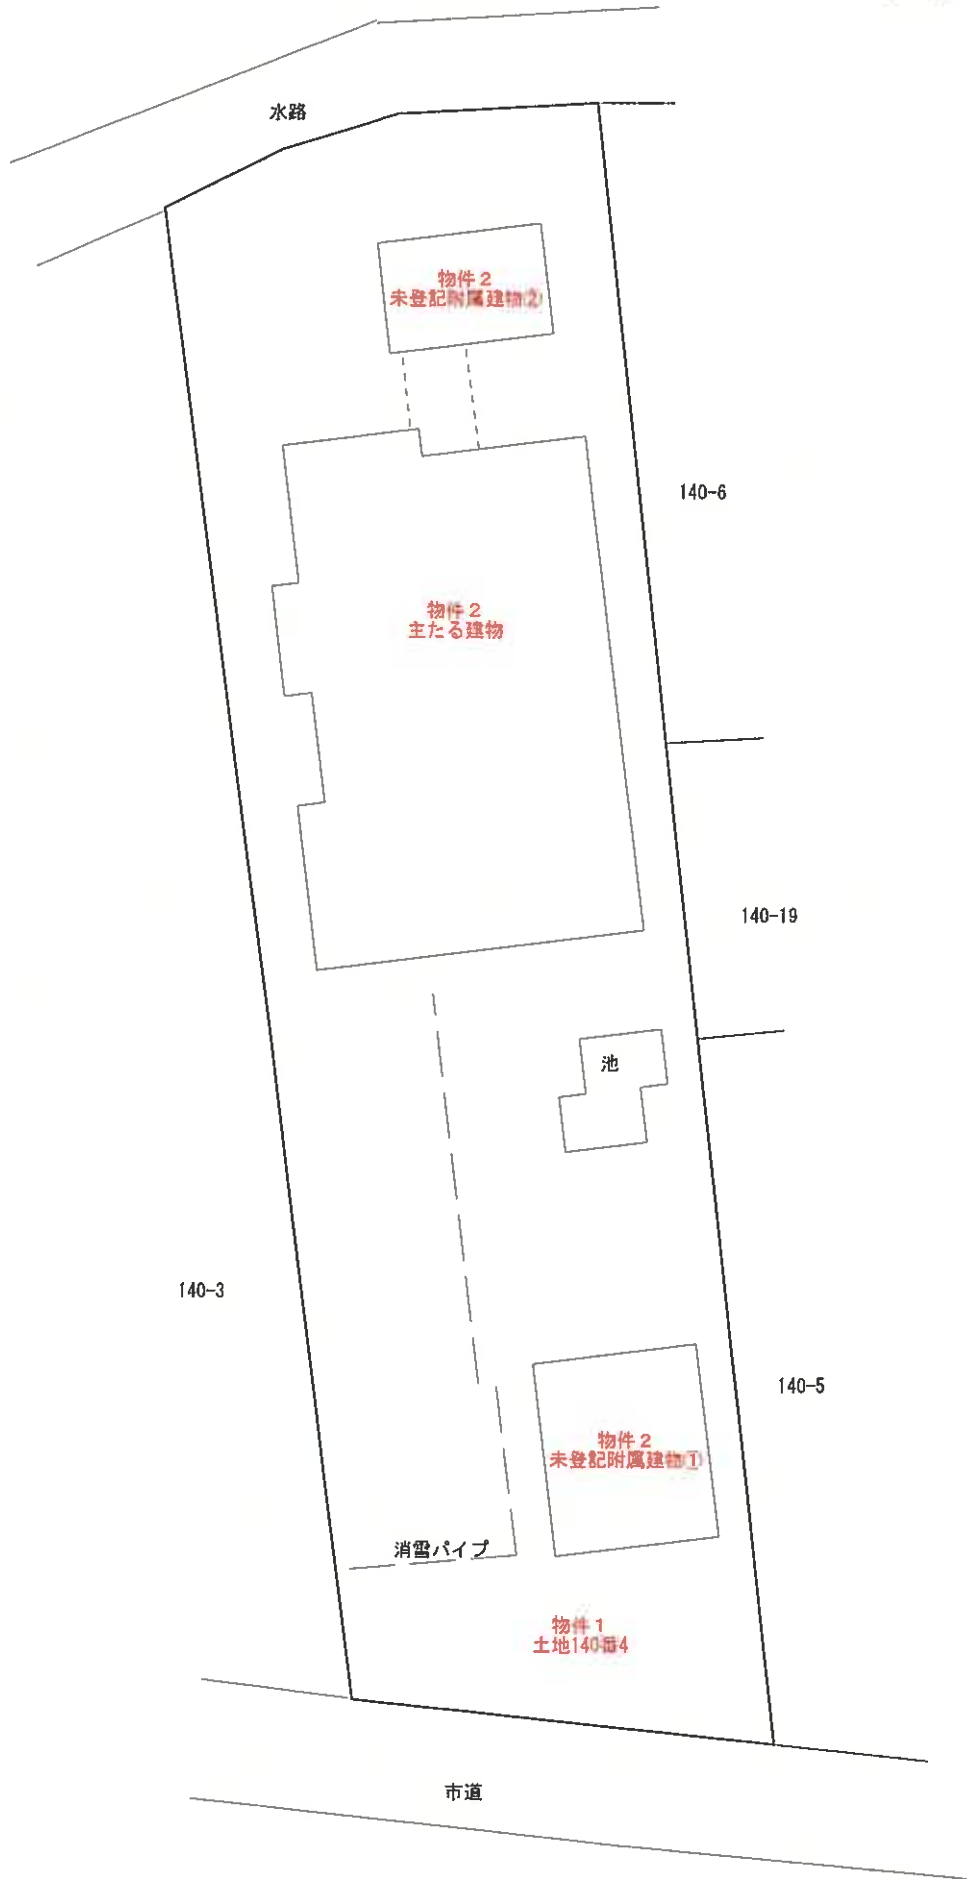 水路
物件２
未登記附属建物②
140-6
物件２
主たる建物
140-19
池
140-3
140-5
物件２
未登記附属建物①
消雪パイプ
物件１
土地140番4
市道